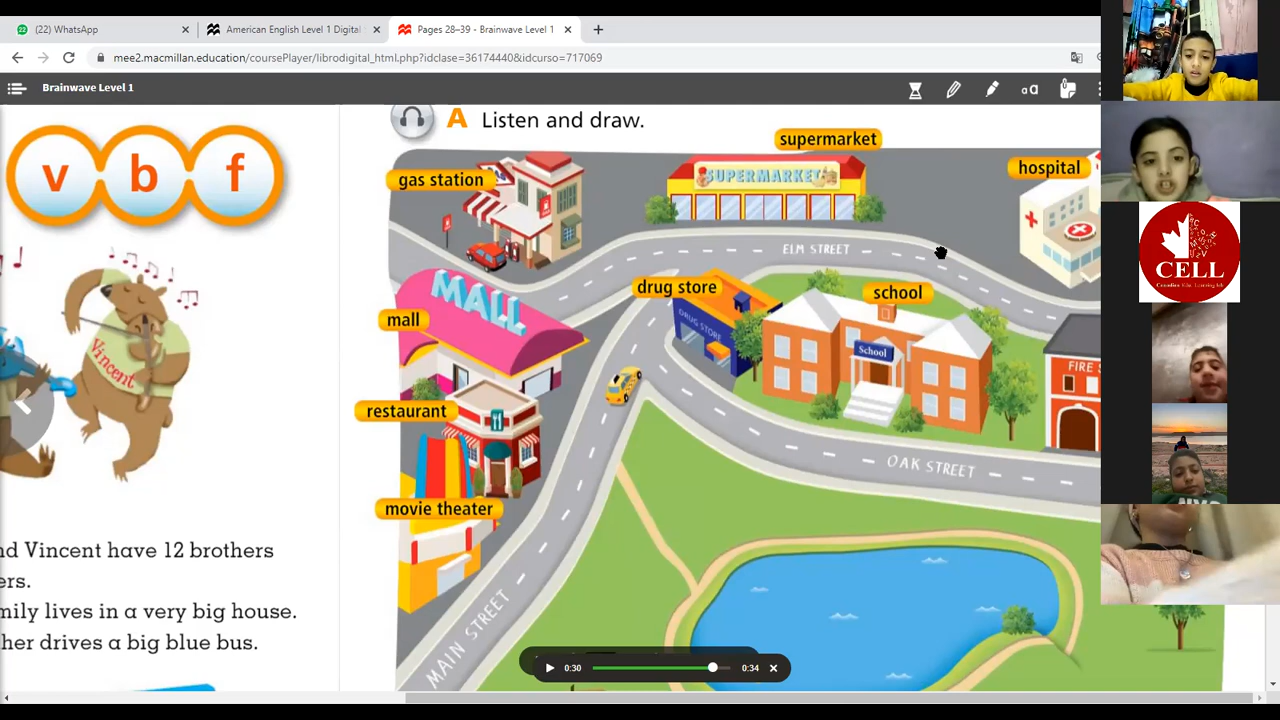 (22) WhatsApp
American English Level 1 Digital
Pages 28–39 – Brainwave Level 1
mee2.macmillan.education/coursePlayer/librodigital_html.php?idclase=36174440&idcurso=717069
Brainwave Level 1
v b f
Vincent
nd Vincent have 12 brothers
ers.
mily lives in a very big house.
her drives a big blue bus.
A Listen and draw.
supermarket
gas station
SUPERMARKET
hospital
ELM STREET
MALL
drug store
DRUG STORE
school
School
mall
FIRE S
restaurant
OAK STREET
movie theater
MAIN STREET
0:30
0:34
CELL